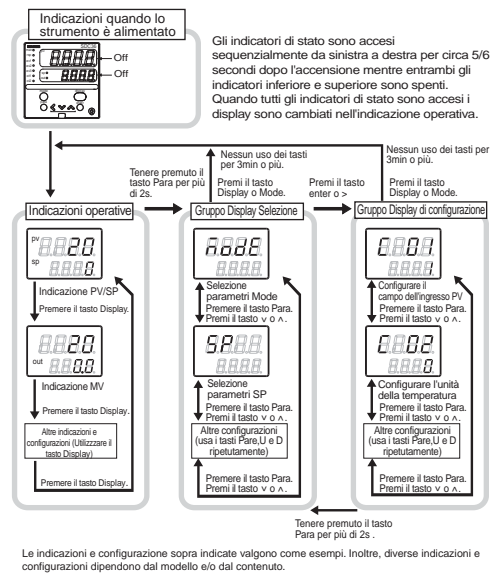 Indicazioni quando lo
strumento è alimentato
SDC36
Off
Off
Gli indicatori di stato sono accesi
sequenzialmente da sinistra a destra per circa 5/6
secondi dopo l'accensione mentre entrambi gli
indicatori inferiore e superiore sono spenti.
Quando tutti gli indicatori di stato sono accesi i
display sono cambiati nell'indicazione operativa.
Tenere premuto il
tasto Para per più
di 2s.
Nessun uso dei tasti
per 3min o più.
Premi il tasto
Display o Mode.
Premi il tasto
enter o >
Nessun uso dei tasti per
3min o più.
Premi il tasto
Display o Mode.
Indicazioni operative
pv 20
sp 0.
Indicazione PV/SP
Premere il tasto Display.
20
out 0.0.
Indicazione MV
Premere il tasto Display.
Altre indicazioni e
configurazioni (Utilizzare il
tasto Display)
Premere il tasto Display.
Gruppo Display Selezione
modE
Selezione
parametri Mode
Premere il tasto Para.
Premi il tasto ∨ o ∧.
SP.
Selezione
parametri SP
Premere il tasto Para.
Premi il tasto ∨ o ∧.
Altre configurazioni
(usa i tasti Pare,U e D
ripetutamente)
Premere il tasto Para.
Premi il tasto ∨ o ∧.
Gruppo Display di configurazione
C 01
1.
Configurare il
campo dell'ingresso PV
Premere il tasto Para.
Premi il tasto ∨ o ∧.
C 02
0.
Configurare l'unità
della temperatura
Premere il tasto Para.
Premi il tasto ∨ o ∧.
Altre configurazioni
(usa i tasti Pare,U e D
ripetutamente)
Premere il tasto Para.
Premi il tasto ∨ o ∧.
Tenere premuto il tasto
Para per più di 2s .
Le indicazioni e configurazione sopra indicate valgono come esempi. Inoltre, diverse indicazioni e
configurazioni dipendono dal modello e/o dal contenuto.